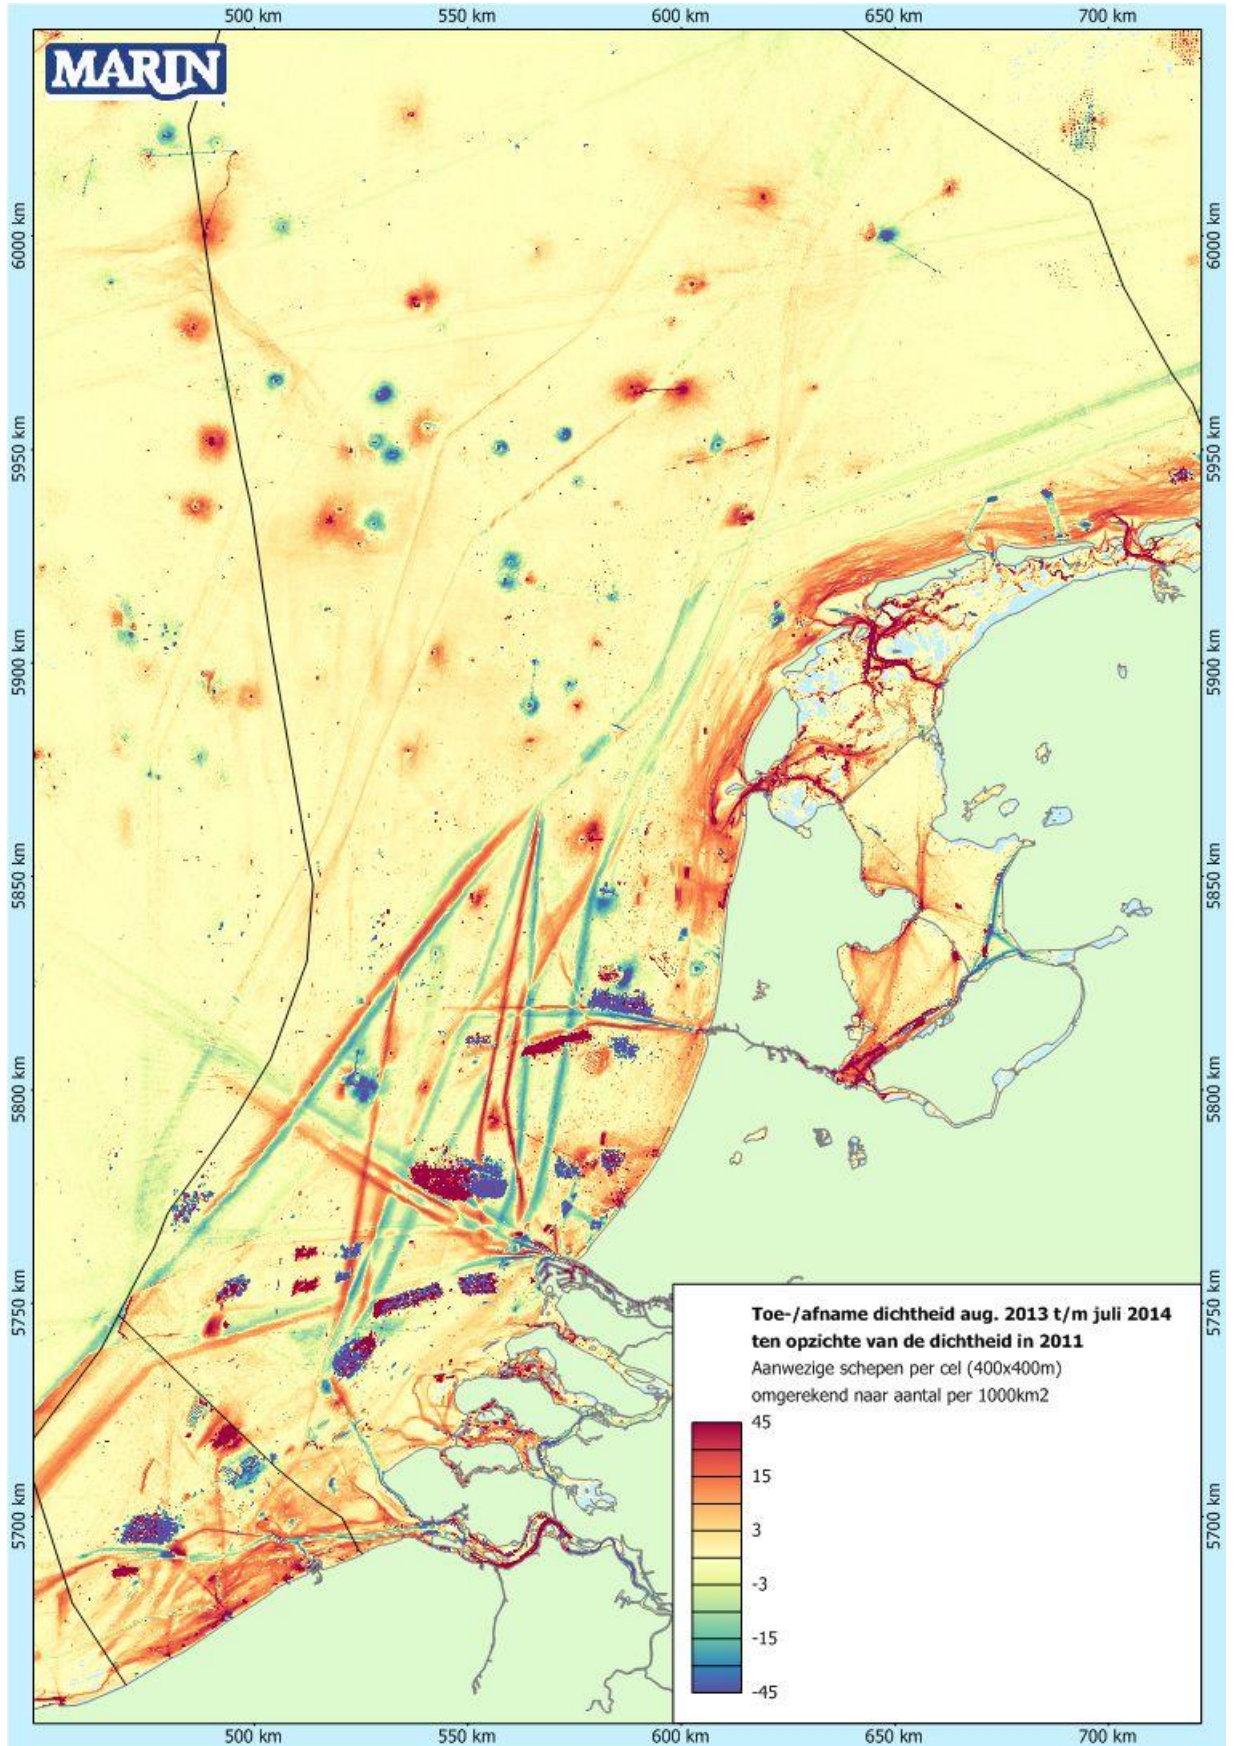 500 km 550 km 600 km 650 km 700 km
MARIN
6000 km 6000 km
5950 km 5950 km
5900 km 5900 km
5850 km 5850 km
5800 km 5800 km
5750 km 5750 km
Toe-/afname dichtheid aug. 2013 t/m juli 2014
ten opzichte van de dichtheid in 2011
Aanwezige schepen per cel (400x400m)
omgerekend naar aantal per 1000km2
45
15
3
-3
-15
-45
5700 km 5700 km
500 km 550 km 600 km 650 km 700 km